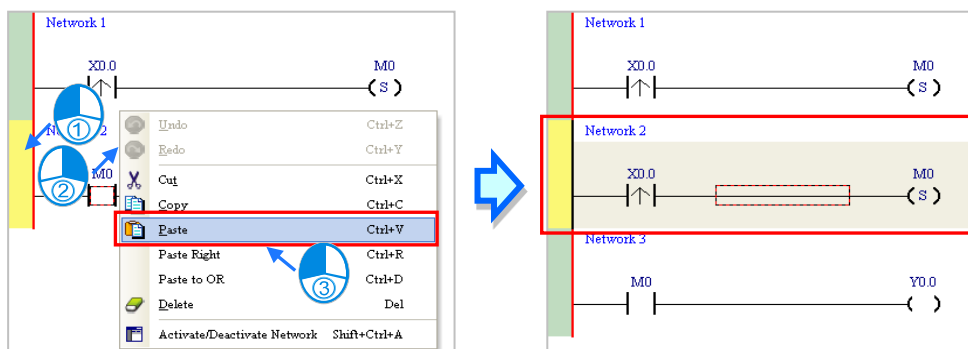 Network 1
X0.0 M0
S
①
2
②
M0
Undo Ctrl+Z
Redo Ctrl+Y
Cut Ctrl+X
Copy Ctrl+C
Paste Ctrl+V
Paste Right Ctrl+R
Paste to OR Ctrl+D
③
Delete Del
Activate/Deactivate Network Shift+Ctrl+A
Network 1
X0.0 M0
S
Network 2
X0.0 M0
S
Network 3
M0 Y0.0